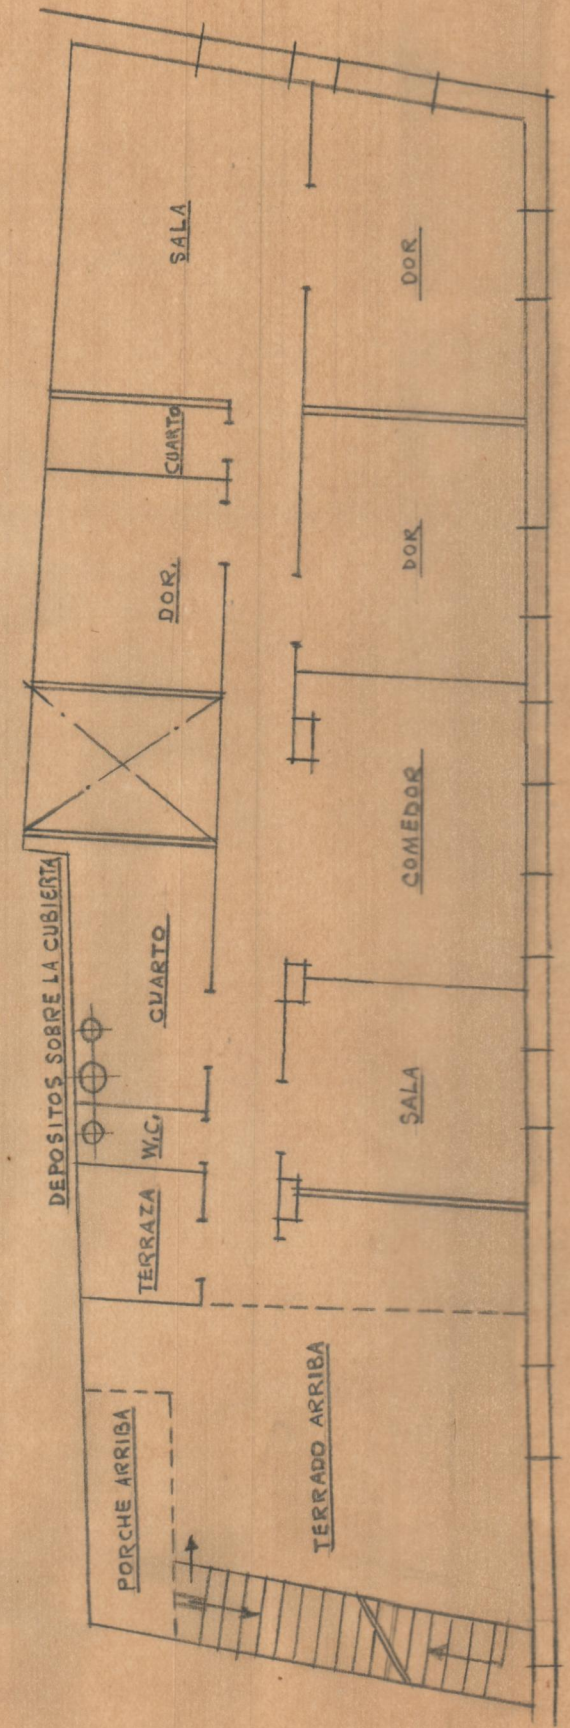 DEPOSITOS SOBRE LA CUBIERTA
PORCHE ARRIBA
TERRAZA
W.C.
CUARTO
DOR.
CUARTO
SALA
TERRADO ARRIBA
SALA
COMEDOR
DOR
DOR